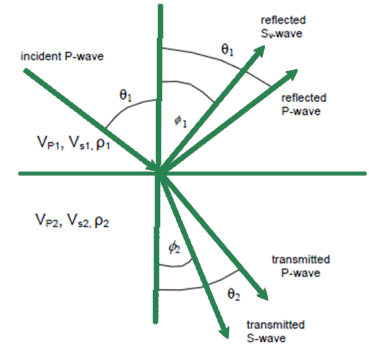 reflected
Sv-wave
θ1
incident P-wave
θ1
reflected
P-wave
ϕ1
VP1, Vs1, ρ1
VP2, Vs2, ρ2
ϕ2
transmitted
P-wave
θ2
transmitted
S-wave